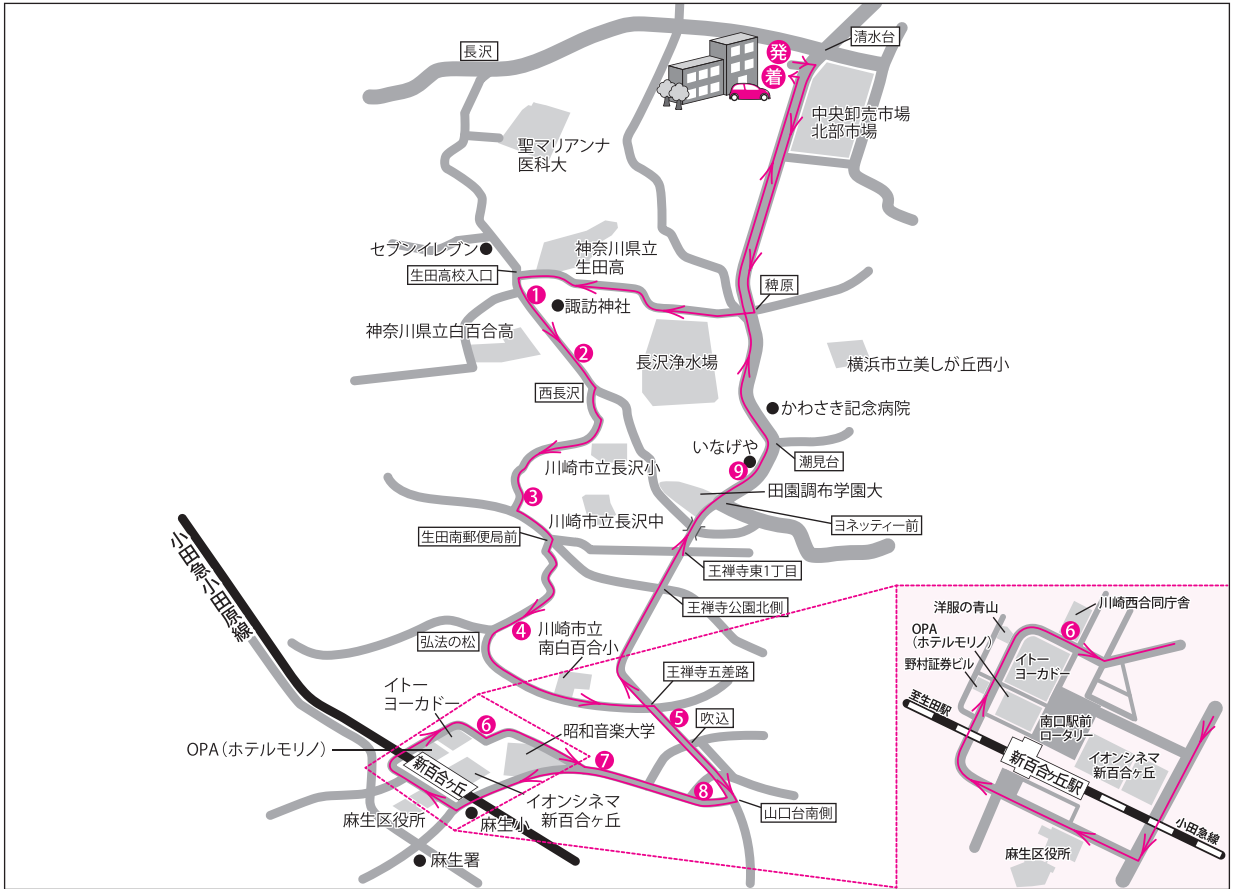 発
着
清水台
長沢
中央卸売市場
北部市場
聖マリアンナ
医科大
セブンイレブン
神奈川県立
生田高
生田高校入口
稗原
1
諏訪神社
神奈川県立白百合高
2
長沢浄水場
横浜市立美しが丘西小
西長沢
かわさき記念病院
いなげや
潮見台
9
川崎市立長沢小
田園調布学園大
3
川崎市立長沢中
ヨネッティー前
生田南郵便局前
王禅寺東1丁目
小田急小田原線
王禅寺公園北側
4
川崎市立
南白百合小
弘法の松
王禅寺五差路
イトー
ヨーカドー
5
吹込
6
昭和音楽大学
OPA（ホテルモリノ）
7
新百合ヶ丘
8
イオンシネマ
新百合ヶ丘
山口台南側
麻生区役所
麻生小
麻生署
川崎西合同庁舎
洋服の青山
OPA
（ホテルモリノ）
6
イトー
ヨーカドー
野村証券ビル
至生田駅
南口駅前
ロータリー
イオンシネマ
新百合ヶ丘
新百合ヶ丘駅
小田急線
麻生区役所